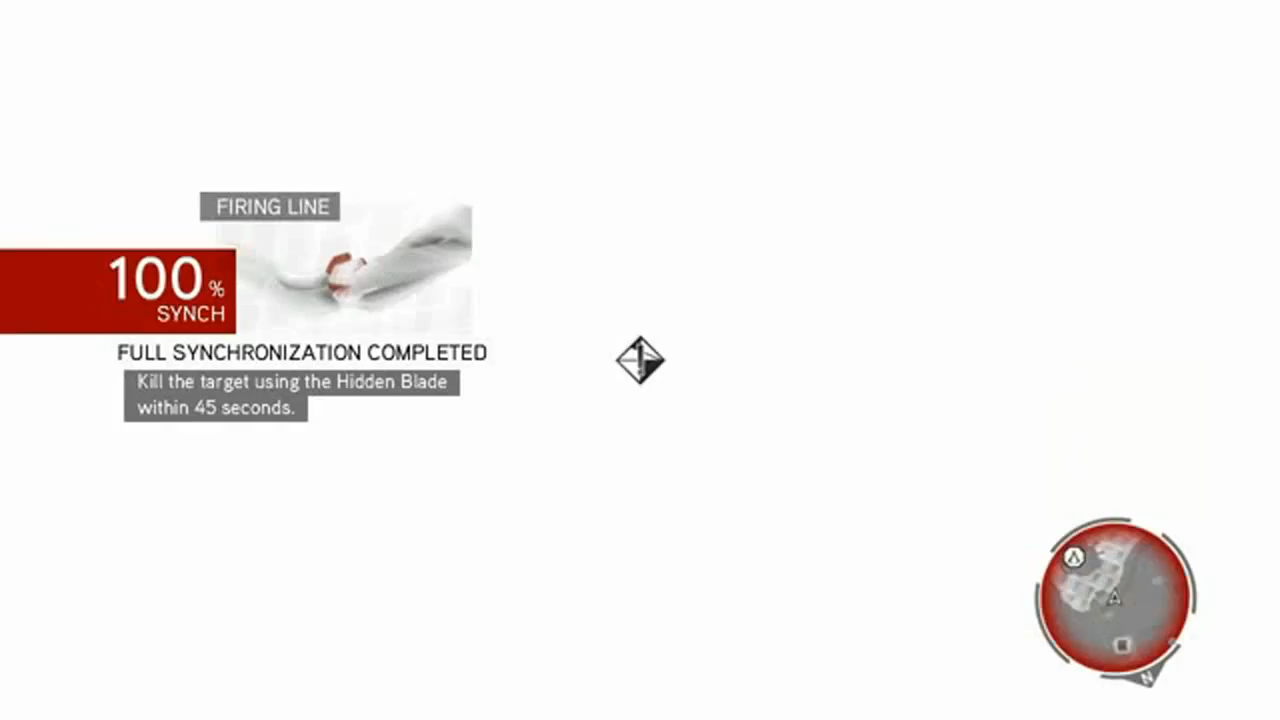 FIRING LINE
100 %
SYNCH
FULL SYNCHRONIZATION COMPLETED
Kill the target using the Hidden Blade
within 45 seconds.
N